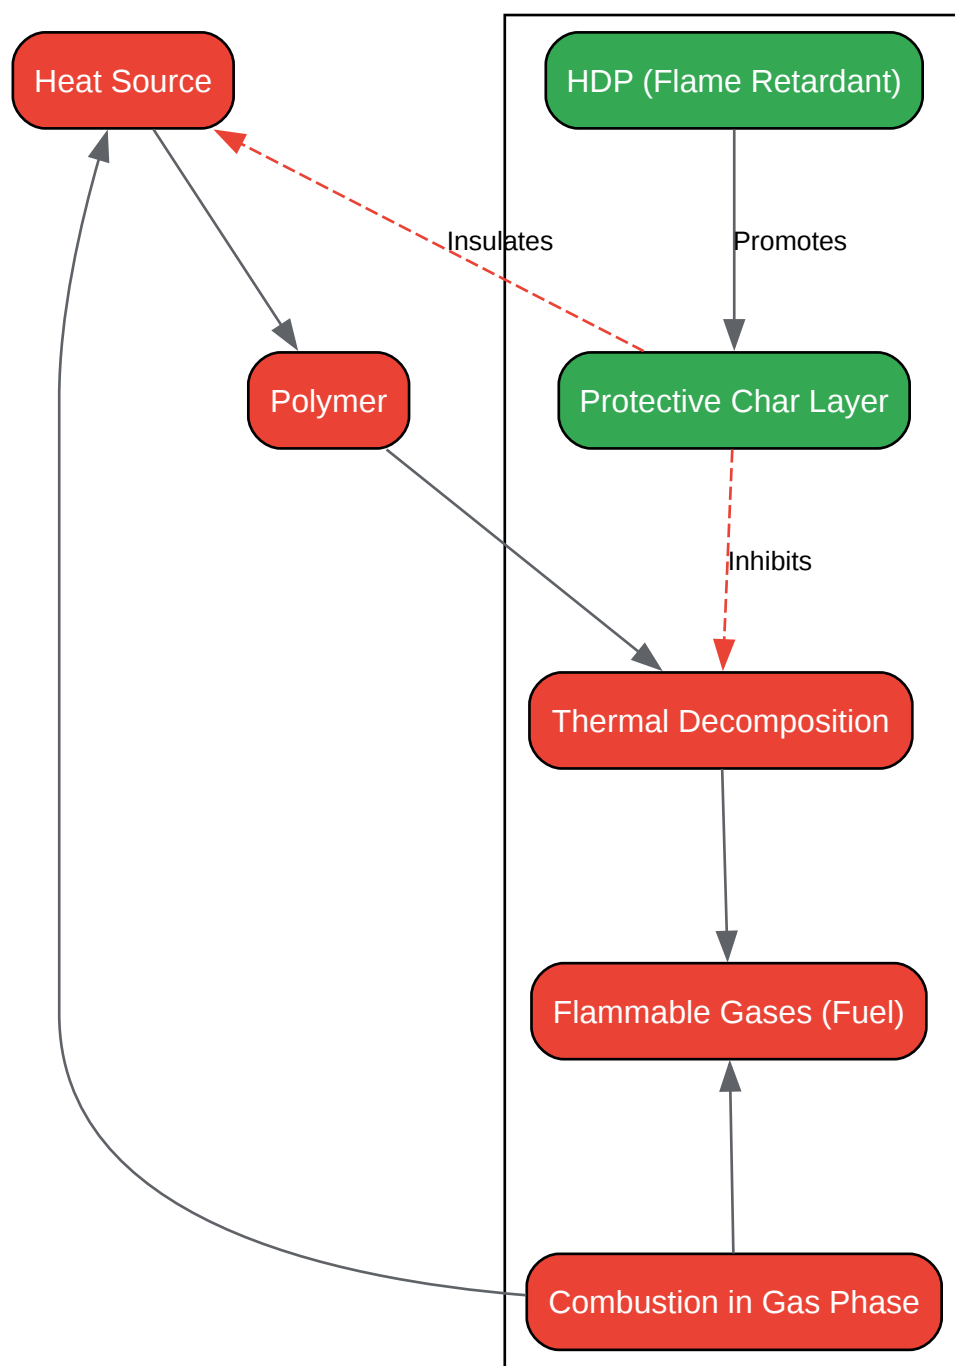 Heat Source
HDP (Flame Retardant)
Insulates
Promotes
Polymer
Protective Char Layer
Inhibits
Thermal Decomposition
Flammable Gases (Fuel)
Combustion in Gas Phase